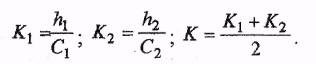 K₁ = h₁/C₁; K₂ = h₂/C₂; K = (K₁ + K₂)/2.